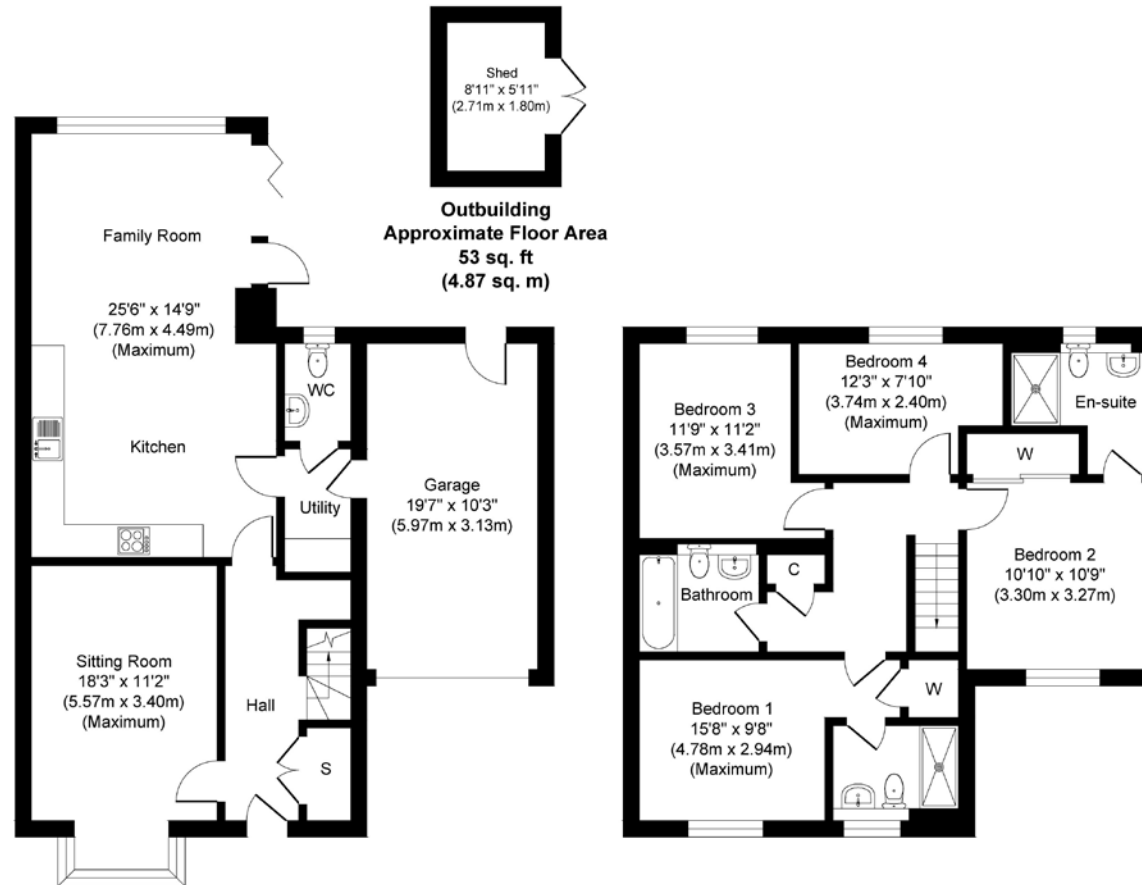 Shed
8'11" x 5'11"
(2.71m x 1.80m)
Outbuilding
Approximate Floor Area
53 sq. ft
(4.87 sq. m)
Family Room
25'6" x 14'9"
(7.76m x 4.49m)
(Maximum)
Kitchen
WC
Utility
Garage
19'7" x 10'3"
(5.97m x 3.13m)
Sitting Room
18'3" x 11'2"
(5.57m x 3.40m)
(Maximum)
Hall
S
Bedroom 3
11'9" x 11'2"
(3.57m x 3.41m)
(Maximum)
Bedroom 4
12'3" x 7'10"
(3.74m x 2.40m)
(Maximum)
En-suite
W
Bedroom 2
10'10" x 10'9"
(3.30m x 3.27m)
Bathroom
C
Bedroom 1
15'8" x 9'8"
(4.78m x 2.94m)
(Maximum)
W